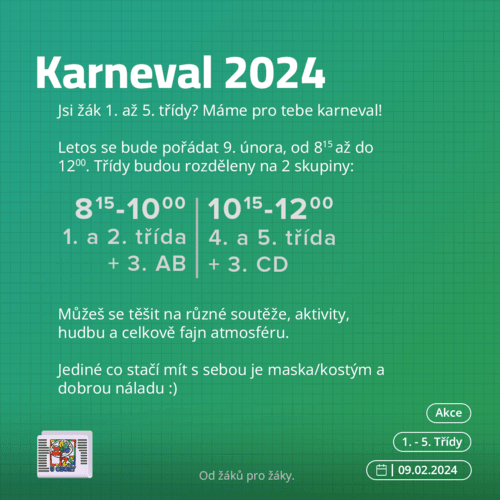 Karneval 2024
Jsi žák 1. až 5. třídy? Máme pro tebe karneval!
Letos se bude pořádat 9. února, od 8¹⁵ až do
12⁰⁰. Třídy budou rozděleny na 2 skupiny:
8¹⁵-10⁰⁰
1. a 2. třída
+ 3. AB
10¹⁵-12⁰⁰
4. a 5. třída
+ 3. CD
Můžeš se těšit na různé soutěže, aktivity,
hudbu a celkově fajn atmosféru.
Jediné co stačí mít s sebou je maska/kostým a
dobrou náladu :)
Akce
1. - 5. Třídy
| 09.02.2024
Od žáků pro žáky.